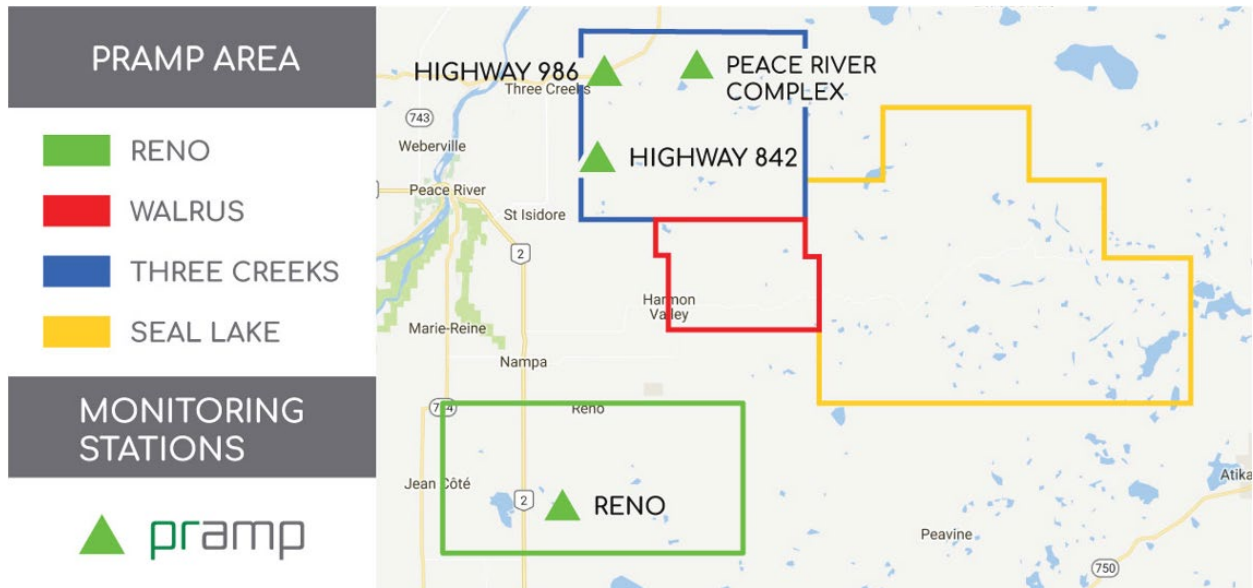 PRAMP AREA
RENO
WALRUS
THREE CREEKS
SEAL LAKE
MONITORING
STATIONS
pramp
HIGHWAY 986
PEACE RIVER
COMPLEX
Three Creeks
743
HIGHWAY 842
Weberville
Peace River
St Isidore
2
Harmon
Valley
Marie-Reine
Nampa
Reno
Jean Côté
2
RENO
Atika
Peavine
750